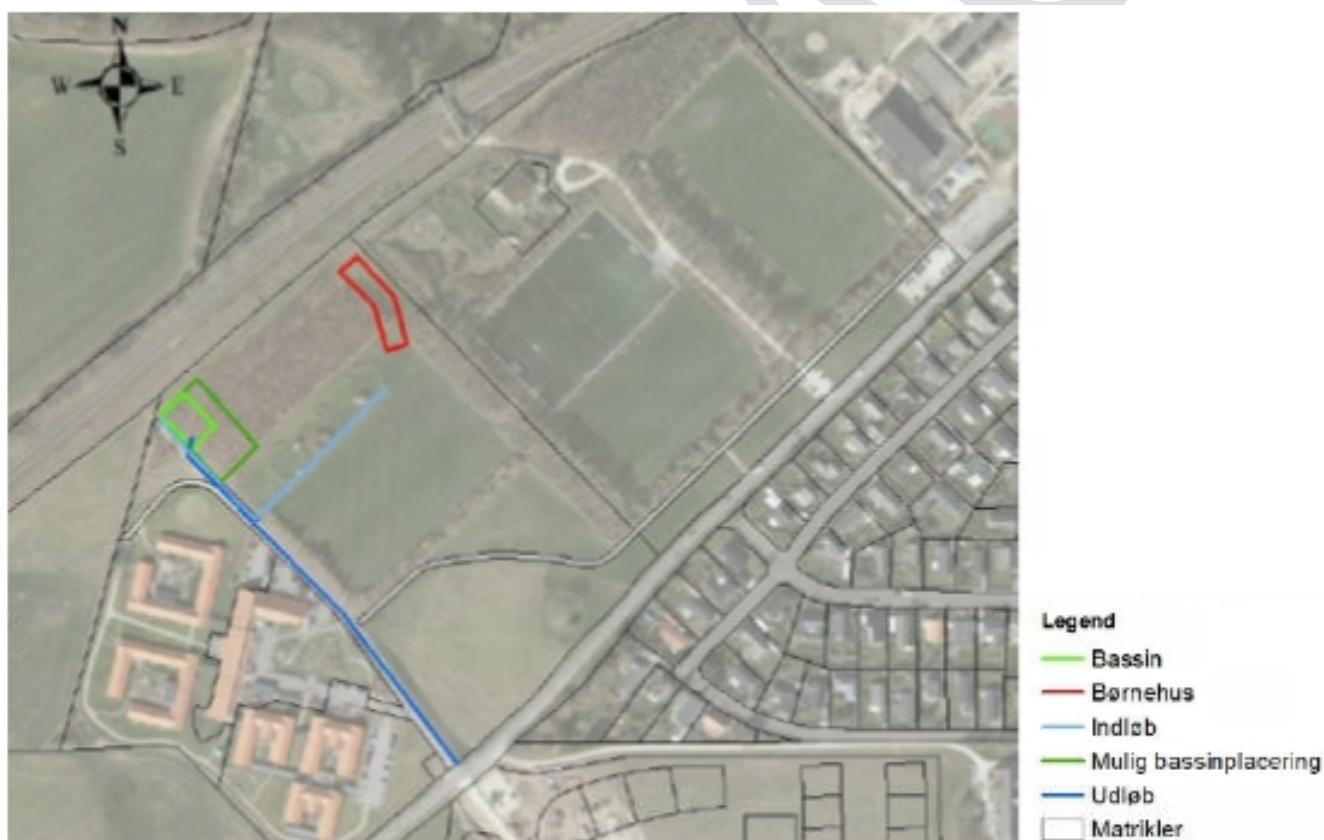 N
W E
S
Legend
Bassin
Børnehus
Indløb
Mulig bassinplacering
Udløb
Matrikler